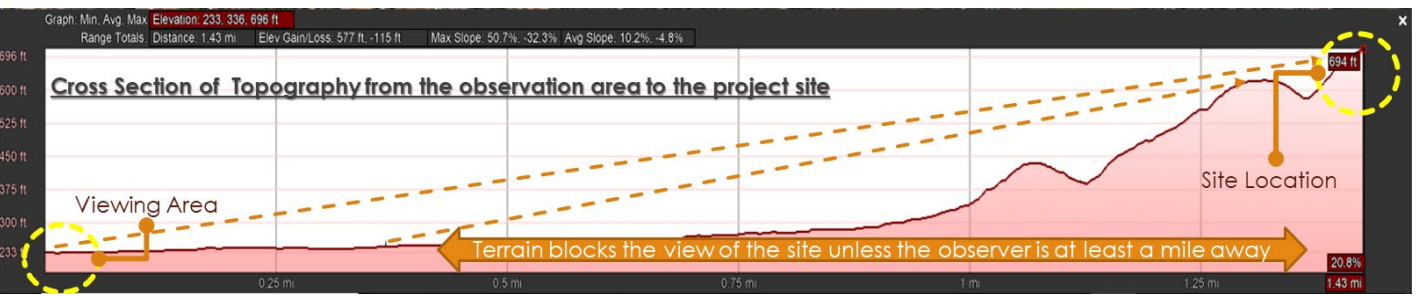 Graph: Min, Avg, Max Elevation: 233, 336, 696 ft
Range Totals: Distance: 1.43 mi Elev Gain/Loss: 577 ft, -115 ft Max Slope: 50.7%, -32.3% Avg Slope: 10.2%, -4.8%
x
696 ft
694 ft
Cross Section of Topography from the observation area to the project site
600 ft
525 ft
450 ft
375 ft
Site Location
Viewing Area
300 ft
233
Terrain blocks the view of the site unless the observer is at least a mile away
20.8%
0.25 mi 0.5 mi 0.75 mi 1 mi 1.25 mi 1.43 mi